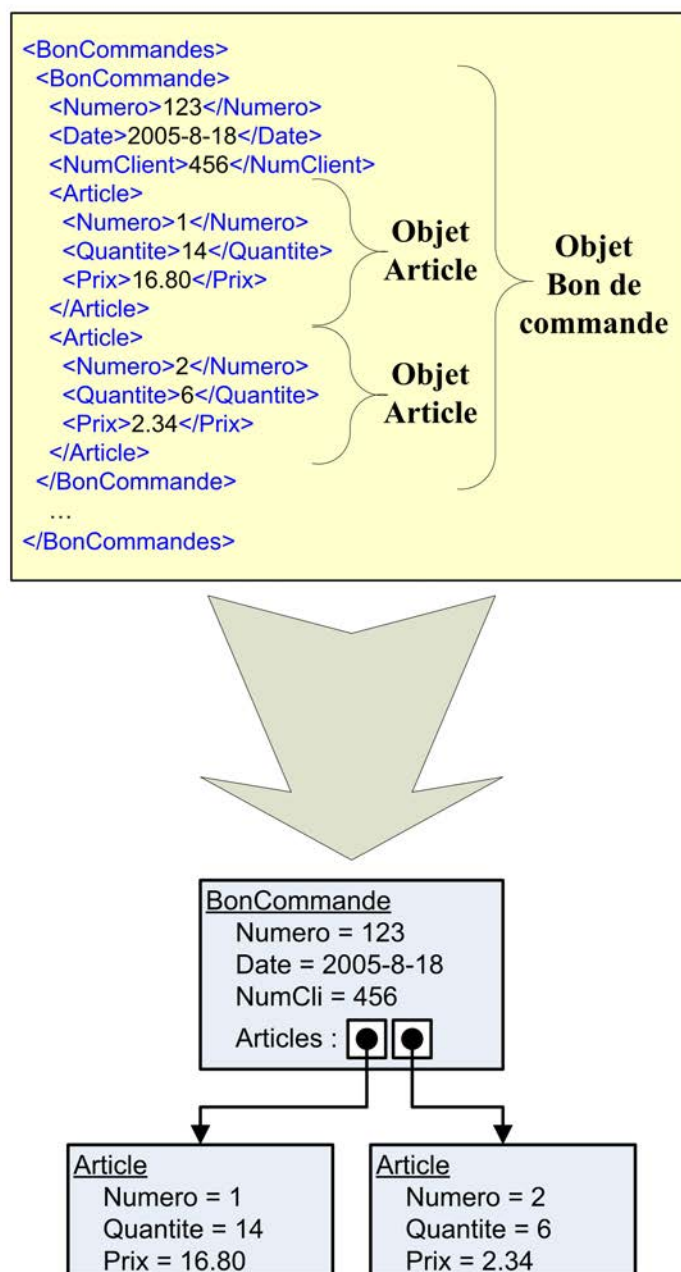 <BonCommandes>
<BonCommande>
<Numero>123</Numero>
<Date>2005-8-18</Date>
<NumClient>456</NumClient>
<Article>
<Numero>1</Numero>
<Quantite>14</Quantite>
<Prix>16.80</Prix>
</Article>
<Article>
<Numero>2</Numero>
<Quantite>6</Quantite>
<Prix>2.34</Prix>
</Article>
</BonCommande>
...
</BonCommandes>
Objet
Article
Objet
Article
Objet
Bon de
commande
BonCommande
Numero = 123
Date = 2005-8-18
NumCli = 456
Articles :
Article
Numero = 1
Quantite = 14
Prix = 16.80
Article
Numero = 2
Quantite = 6
Prix = 2.34